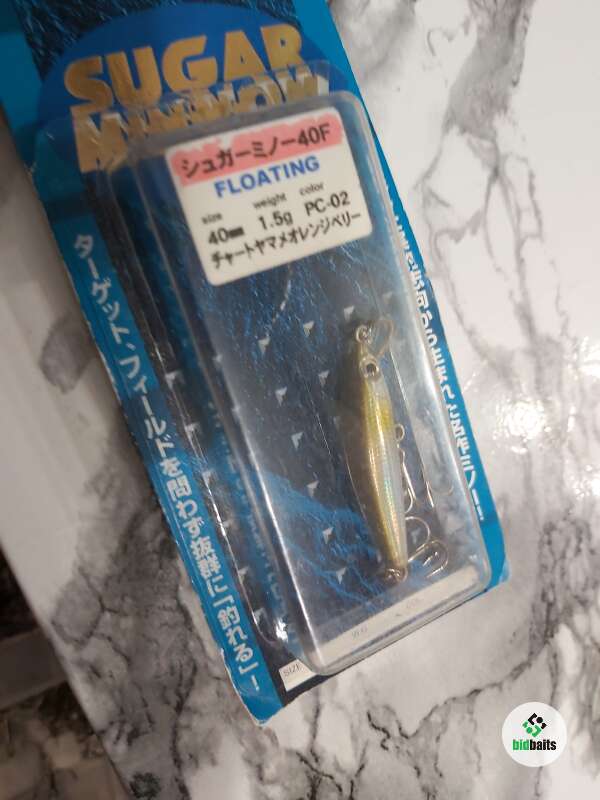 SUGAR
MINNOW
シュガーミノー40F
FLOATING
size weight color
40mm 1.5g PC-02
チャートヤマメオレンジベリー
ターゲット、フィールドを問わず抜群に「釣れる」!
SIZE
bidbaits